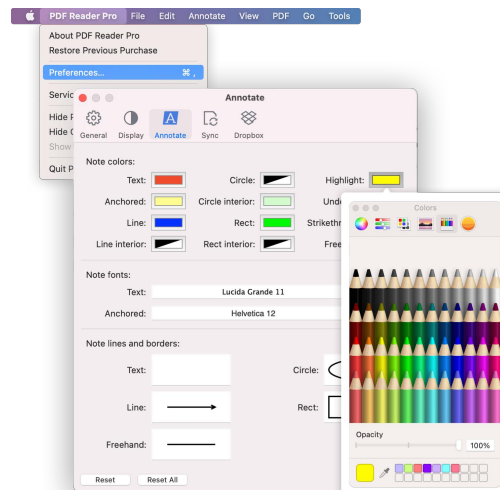 PDF Reader Pro File Edit Annotate View PDF Go Tools
About PDF Reader Pro
Restore Previous Purchase
Preferences... ⌘ ,
Servic
Hide
Hide
Show
Quit P
Annotate
General Display Annotate Sync Dropbox
Note colors:
Text: Circle: Highlight:
Anchored: Circle interior: Unde
Line: Rect: Strikethr
Line interior: Rect interior: Free
Note fonts:
Text: Lucida Grande 11
Anchored: Helvetica 12
Note lines and borders:
Text: Circle:
Line: Rect:
Freehand:
Reset Reset All
Colors
Opacity
100%